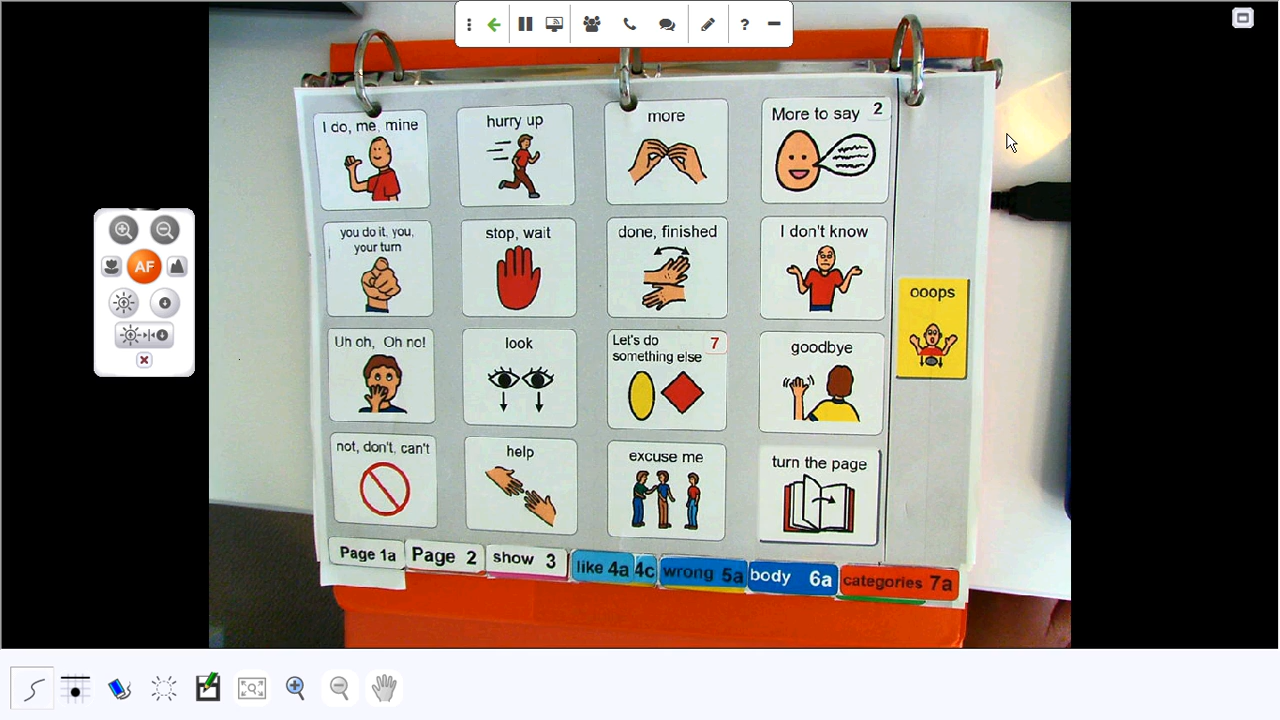 ?
I do, me, mine
hurry up
more
More to say 2
you do it, you,
your turn
stop, wait
done, finished
I don't know
ooops
Uh oh, Oh no!
look
Let's do
something else 7
goodbye
not, don't, can't
help
excuse me
turn the page
Page 1a
Page 2
show 3
like 4a 4c
wrong 5a
body 6a
categories 7a
AF